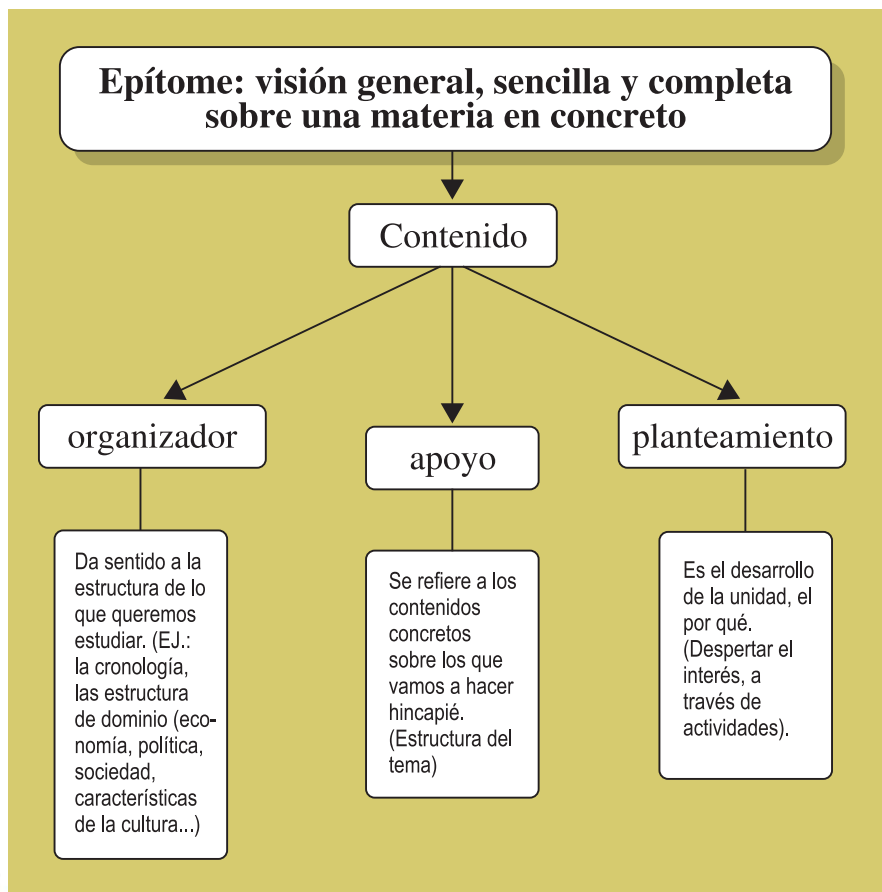 Epítome: visión general, sencilla y completa
sobre una materia en concreto
Contenido
organizador
apoyo
planteamiento
Da sentido a la
estructura de lo
que queremos
estudiar. (EJ.:
la cronología,
las estructura
de dominio (eco-
nomía, política,
sociedad,
características
de la cultura...)
Se refiere a los
contenidos
concretos
sobre los que
vamos a hacer
hincapié.
(Estructura del
tema)
Es el desarrollo
de la unidad, el
por qué.
(Despertar el
interés, a
través de
actividades).